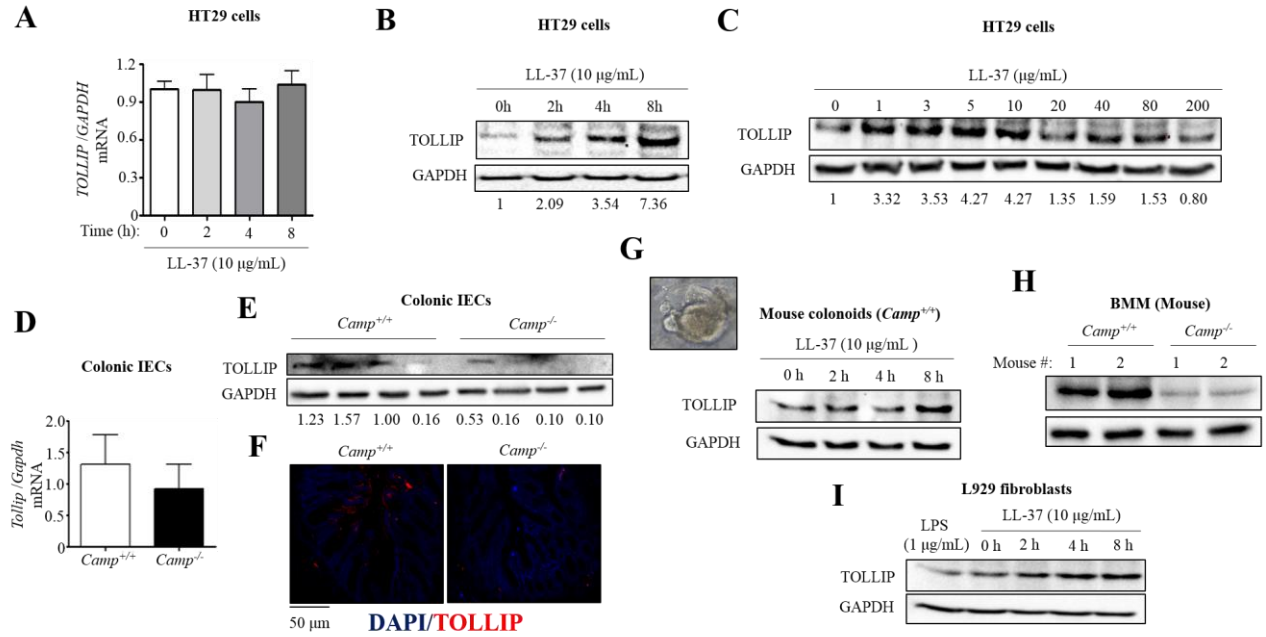 A
HT29 cells
TOLLIP/GAPDH
mRNA
1.2
0.9
0.6
0.3
0
Time (h): 0 2 4 8
LL-37 (10 μg/mL)
B
HT29 cells
LL-37 (10 μg/mL)
0h 2h 4h 8h
TOLLIP
GAPDH
1 2.09 3.54 7.36
C
HT29 cells
LL-37 (μg/mL)
0 1 3 5 10 20 40 80 200
TOLLIP
GAPDH
1 3.32 3.53 4.27 4.27 1.35 1.59 1.53 0.80
D
Colonic IECs
Tollip/Gapdh
mRNA
2.0
1.5
1.0
0.5
0
Camp+/+ Camp-/-
E
Colonic IECs
Camp+/+ Camp-/-
TOLLIP
GAPDH
1.23 1.57 1.00 0.16 0.53 0.16 0.10 0.10
F
Camp+/+ Camp-/-
50 μm
DAPI/TOLLIP
G
Mouse colonoids (Camp+/+)
LL-37 (10 μg/mL )
0 h 2 h 4 h 8 h
TOLLIP
GAPDH
H
BMM (Mouse)
Camp+/+ Camp-/-
Mouse #: 1 2 1 2
I
L929 fibroblasts
LPS
(1 μg/mL)
LL-37 (10 μg/mL)
0 h 2 h 4 h 8 h
TOLLIP
GAPDH